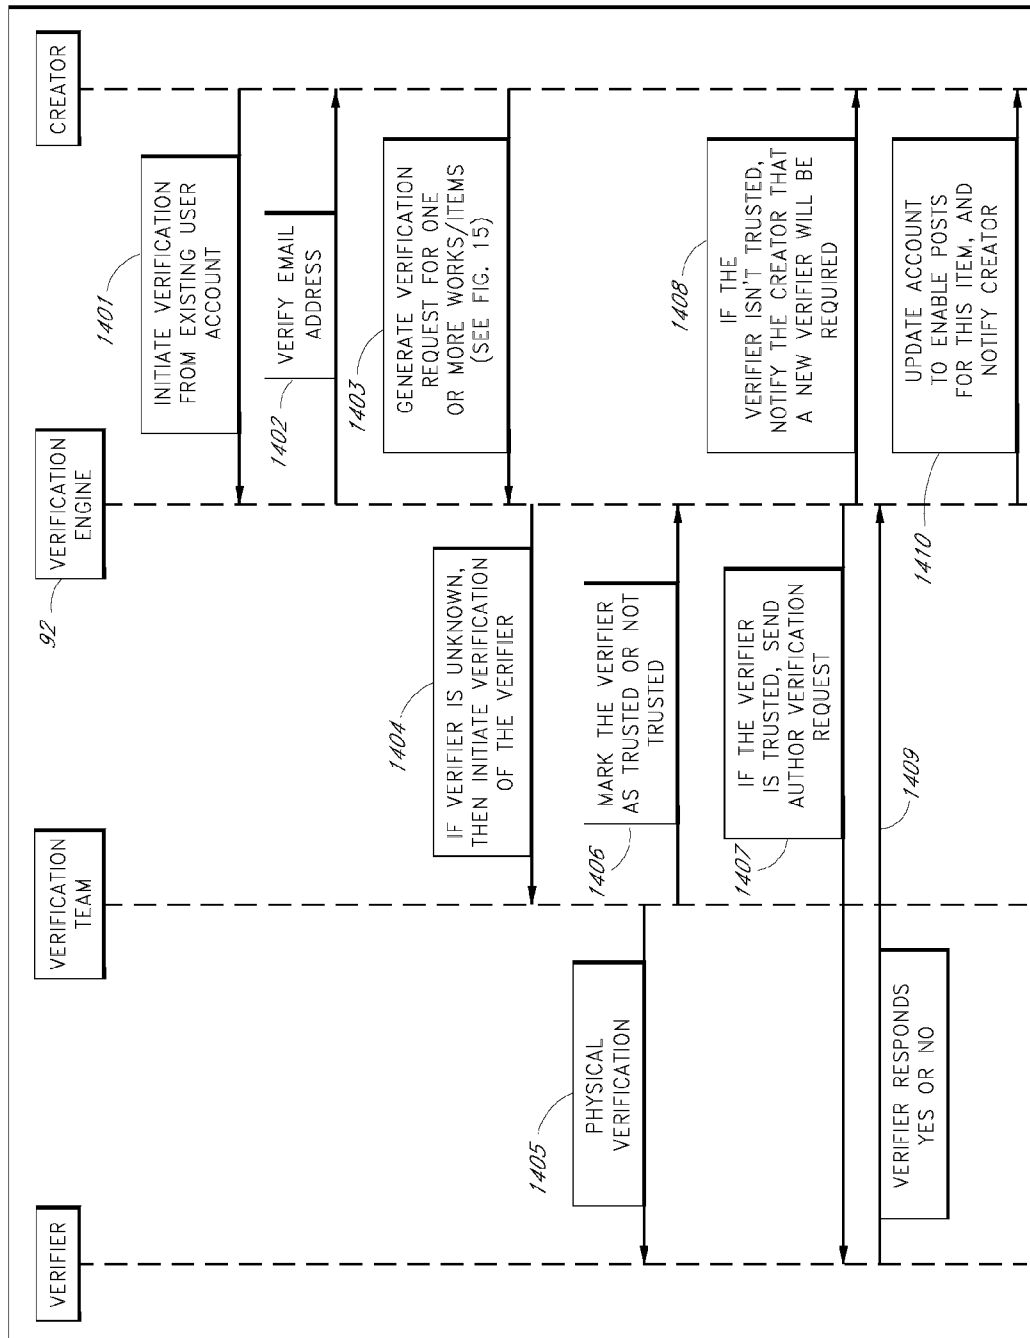 VERIFIER
VERIFICATION
TEAM
92
VERIFICATION
ENGINE
CREATOR
1401
INITIATE VERIFICATION
FROM EXISTING USER
ACCOUNT
1402
VERIFY EMAIL
ADDRESS
1403
GENERATE VERIFICATION
REQUEST FOR ONE
OR MORE WORKS/ITEMS
(SEE FIG. 15)
1404
IF VERIFIER IS UNKNOWN,
THEN INITIATE VERIFICATION
OF THE VERIFIER
1405
PHYSICAL
VERIFICATION
1406
MARK THE VERIFIER
AS TRUSTED OR NOT
TRUSTED
1407
IF THE VERIFIER
IS TRUSTED, SEND
AUTHOR VERIFICATION
REQUEST
1408
IF THE
VERIFIER ISN'T TRUSTED,
NOTIFY THE CREATOR THAT
A NEW VERIFIER WILL BE
REQUIRED
VERIFIER RESPONDS
YES OR NO
1409
1410
UPDATE ACCOUNT
TO ENABLE POSTS
FOR THIS ITEM, AND
NOTIFY CREATOR